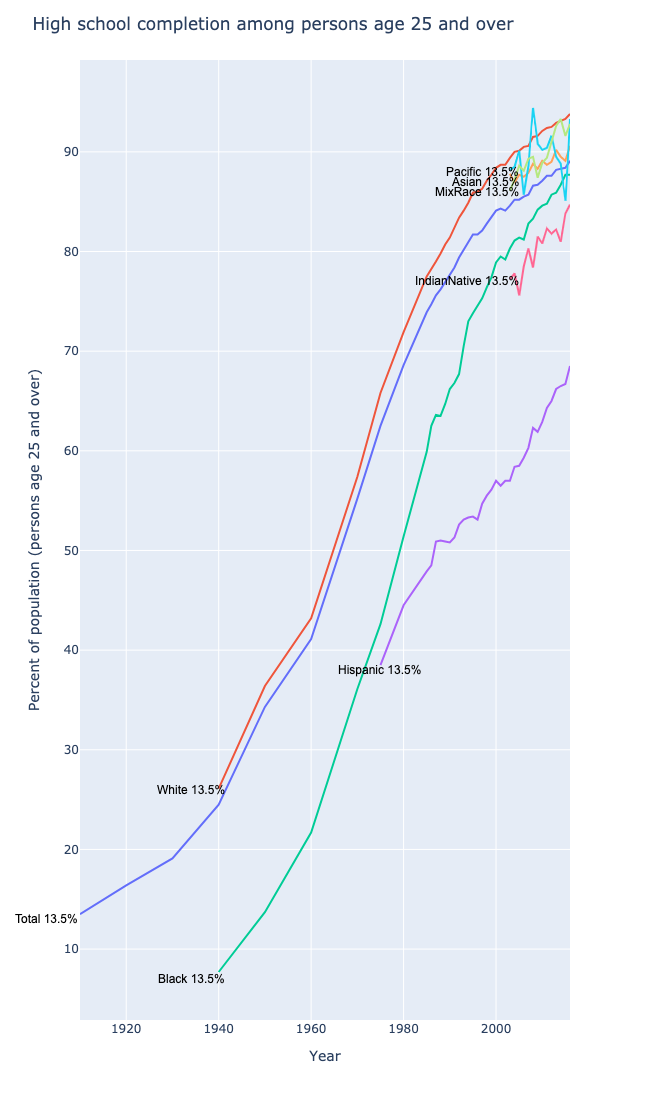 High school completion among persons age 25 and over
90
80
70
60
50
40
30
20
10
Percent of population (persons age 25 and over)
Pacific 13.5%
Asian 13.5%
MixRace 13.5%
IndianNative 13.5%
Hispanic 13.5%
White 13.5%
Total 13.5%
Black 13.5%
1920 1940 1960 1980 2000
Year